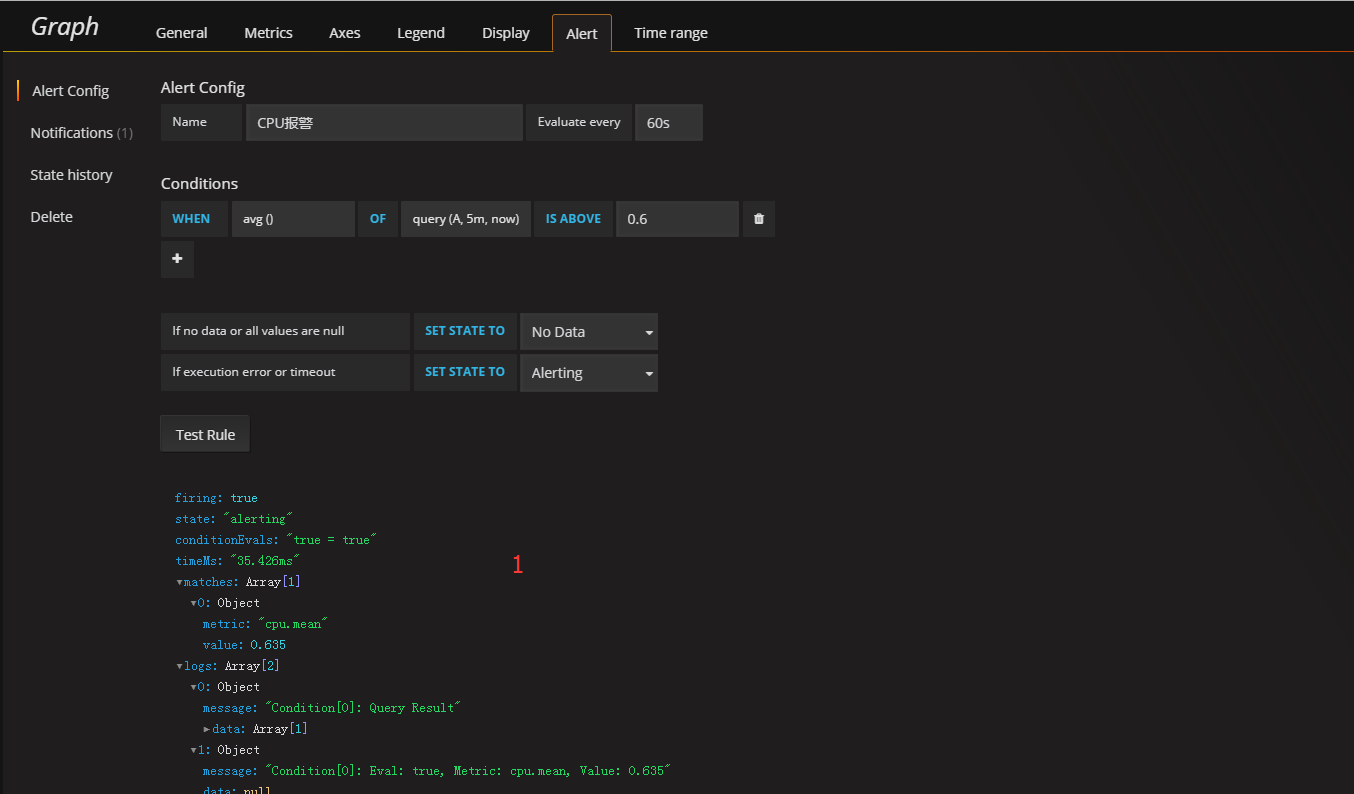 Graph General Metrics Axes Legend Display Alert Time range
Alert Config
Notifications (1)
State history
Delete
Alert Config
Name CPU报警 Evaluate every 60s
Conditions
WHEN avg () OF query (A, 5m, now) IS ABOVE 0.6
If no data or all values are null SET STATE TO No Data
If execution error or timeout SET STATE TO Alerting
Test Rule
firing: true
state: "alerting"
conditionEvals: "true = true"
timeMs: "35.426ms"
1
matches: Array[1]
0: Object
metric: "cpu.mean"
value: 0.635
logs: Array[2]
0: Object
message: "Condition[0]: Query Result"
data: Array[1]
1: Object
message: "Condition[0]: Eval: true, Metric: cpu.mean, Value: 0.635"
data: null